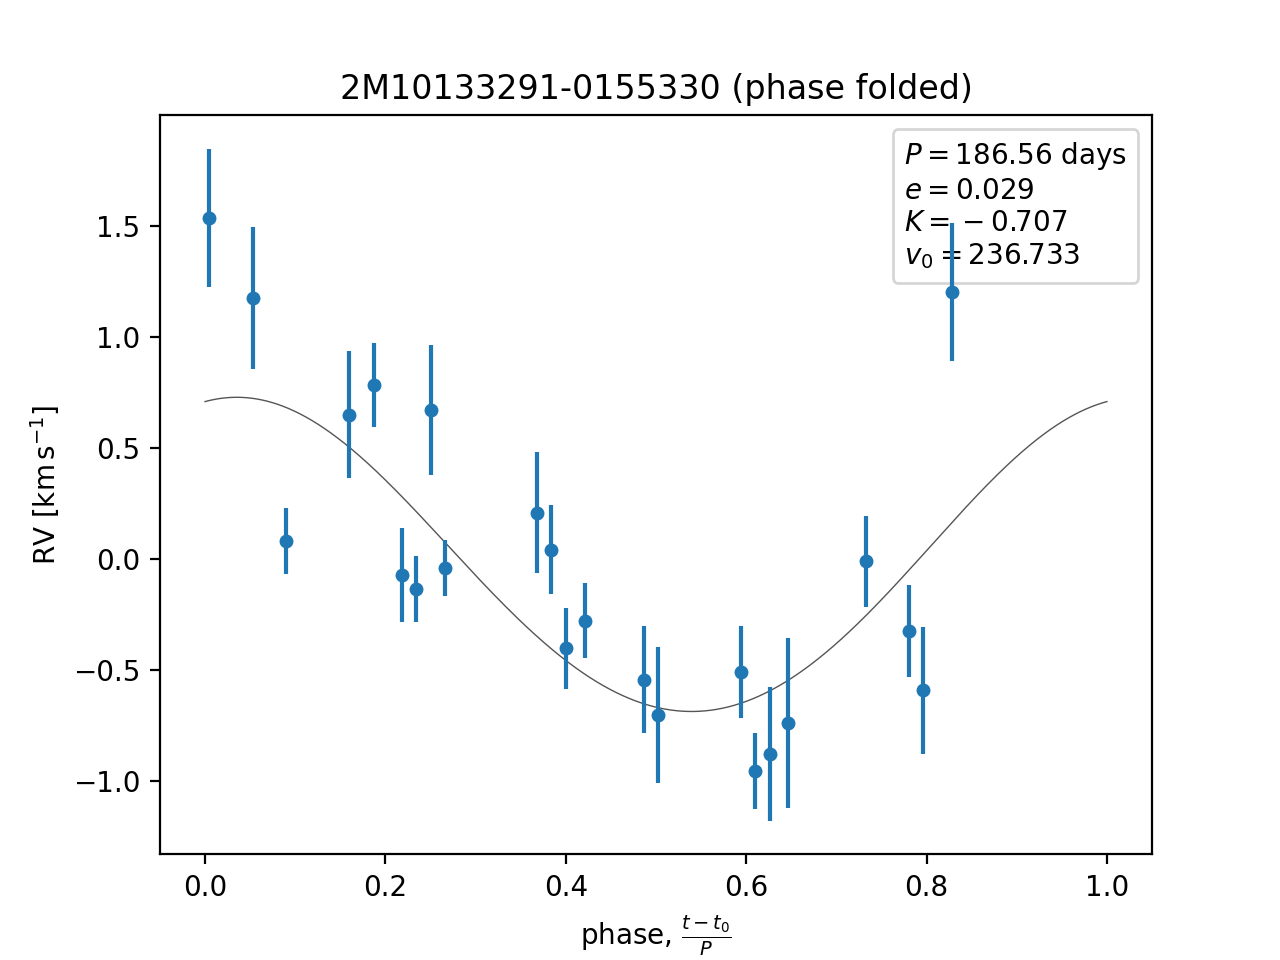 2M10133291-0155330 (phase folded)
P = 186.56 days
e = 0.029
K = −0.707
v₀ = 236.733
RV [km s⁻¹]
1.5
1.0
0.5
0.0
−0.5
−1.0
0.0 0.2 0.4 0.6 0.8 1.0
phase, (t − t₀)/P